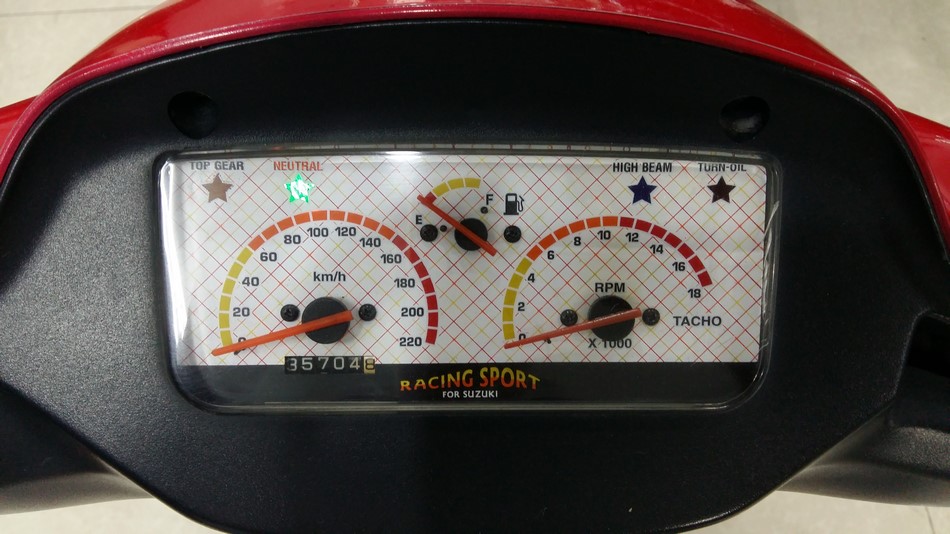 TOP GEAR
NEUTRAL
HIGH BEAM
TURN-OIL
N
E
F
0 20 40 60 80 100 120 140 160 180 200 220
km/h
0 2 4 6 8 10 12 14 16 18
RPM
X 1000
TACHO
357048
RACING SPORT
FOR SUZUKI